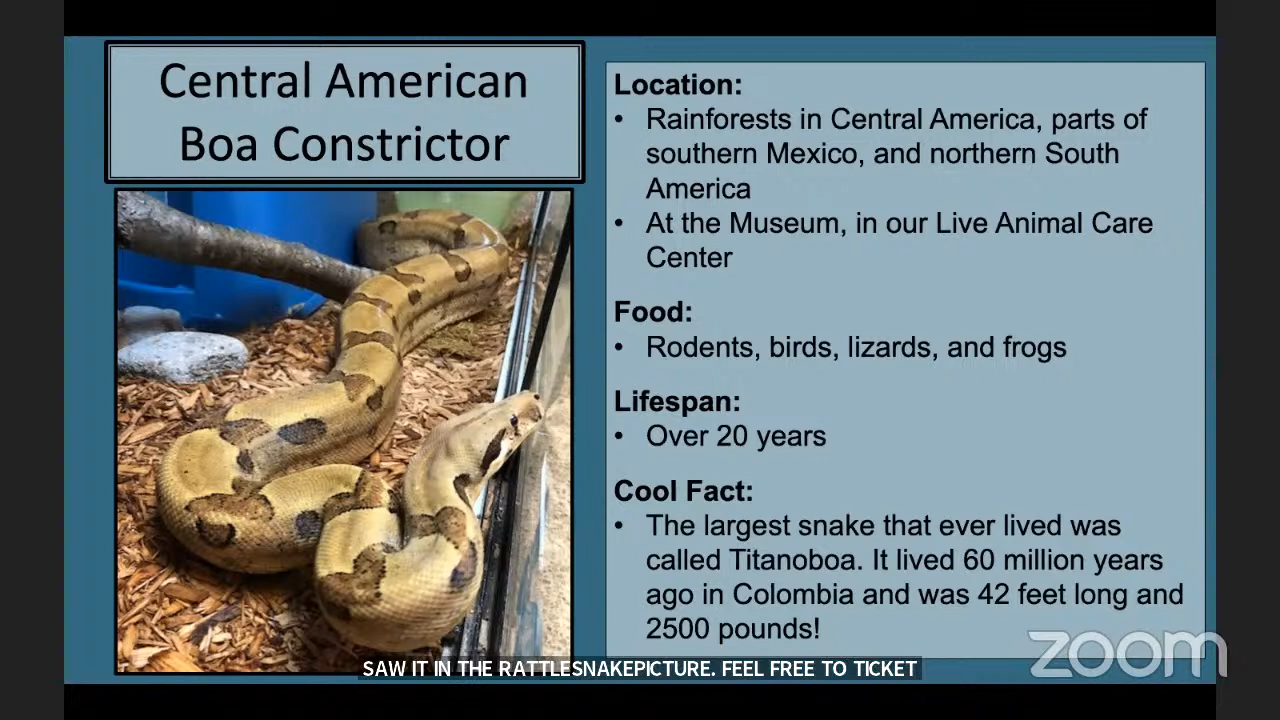 Central American
Boa Constrictor
Location:
• Rainforests in Central America, parts of
southern Mexico, and northern South
America
• At the Museum, in our Live Animal Care
Center
Food:
• Rodents, birds, lizards, and frogs
Lifespan:
• Over 20 years
Cool Fact:
• The largest snake that ever lived was
called Titanoboa. It lived 60 million years
ago in Colombia and was 42 feet long and
2500 pounds!
zoom
SAW IT IN THE RATTLESNAKEPICTURE. FEEL FREE TO TICKET